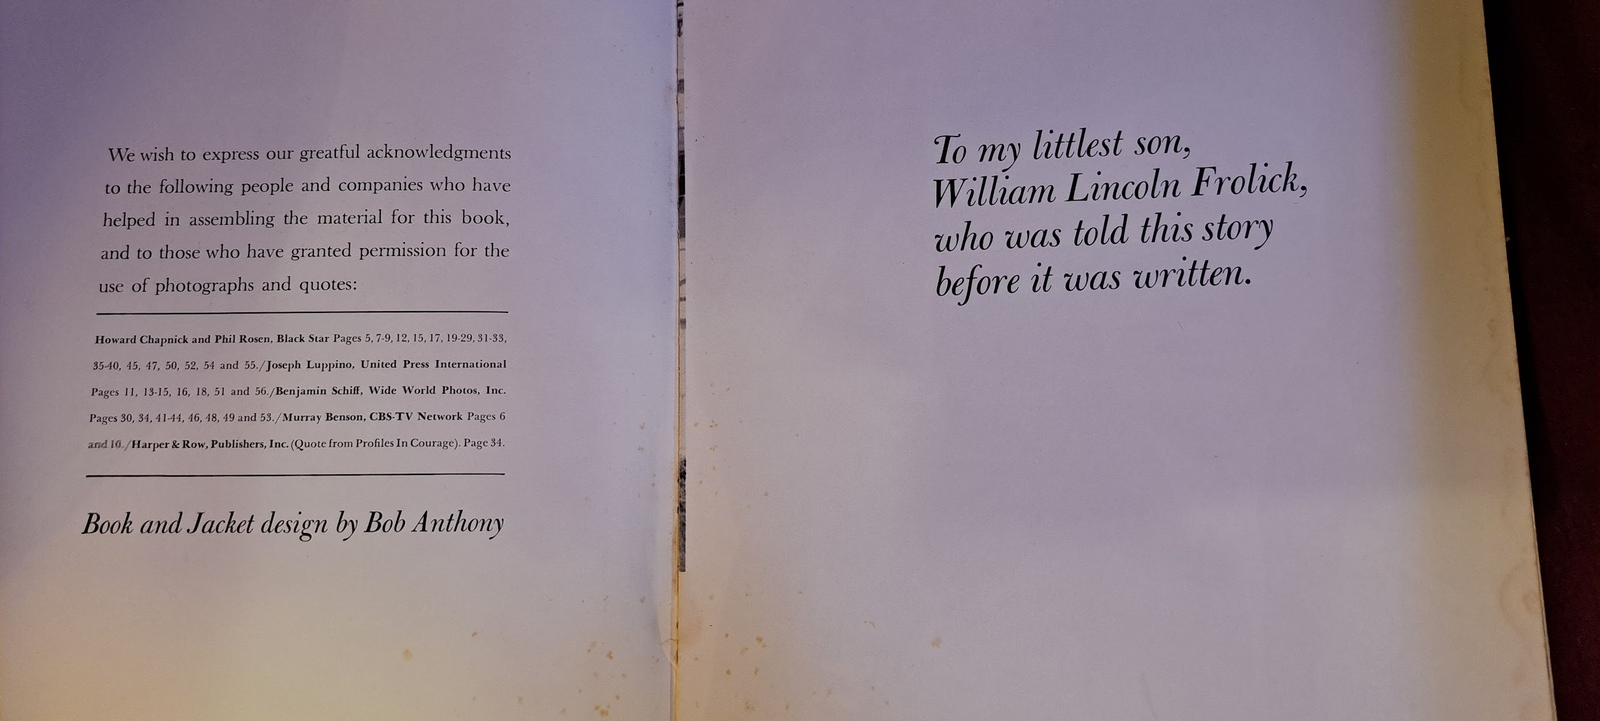 We wish to express our greatful acknowledgments
to the following people and companies who have
helped in assembling the material for this book,
and to those who have granted permission for the
use of photographs and quotes:
Howard Chapnick and Phil Rosen, Black Star Pages 5, 7-9, 12, 15, 17, 19-29, 31-33,
35-40, 45, 47, 50, 52, 54 and 55./Joseph Luppino, United Press International
Pages 11, 13-15, 16, 18, 51 and 56./Benjamin Schiff, Wide World Photos, Inc.
Pages 30, 34, 41-44, 46, 48, 49 and 53./Murray Benson, CBS-TV Network Pages 6
and 10./Harper & Row, Publishers, Inc. (Quote from Profiles In Courage). Page 34.
Book and Jacket design by Bob Anthony
To my littlest son,
William Lincoln Frolick,
who was told this story
before it was written.